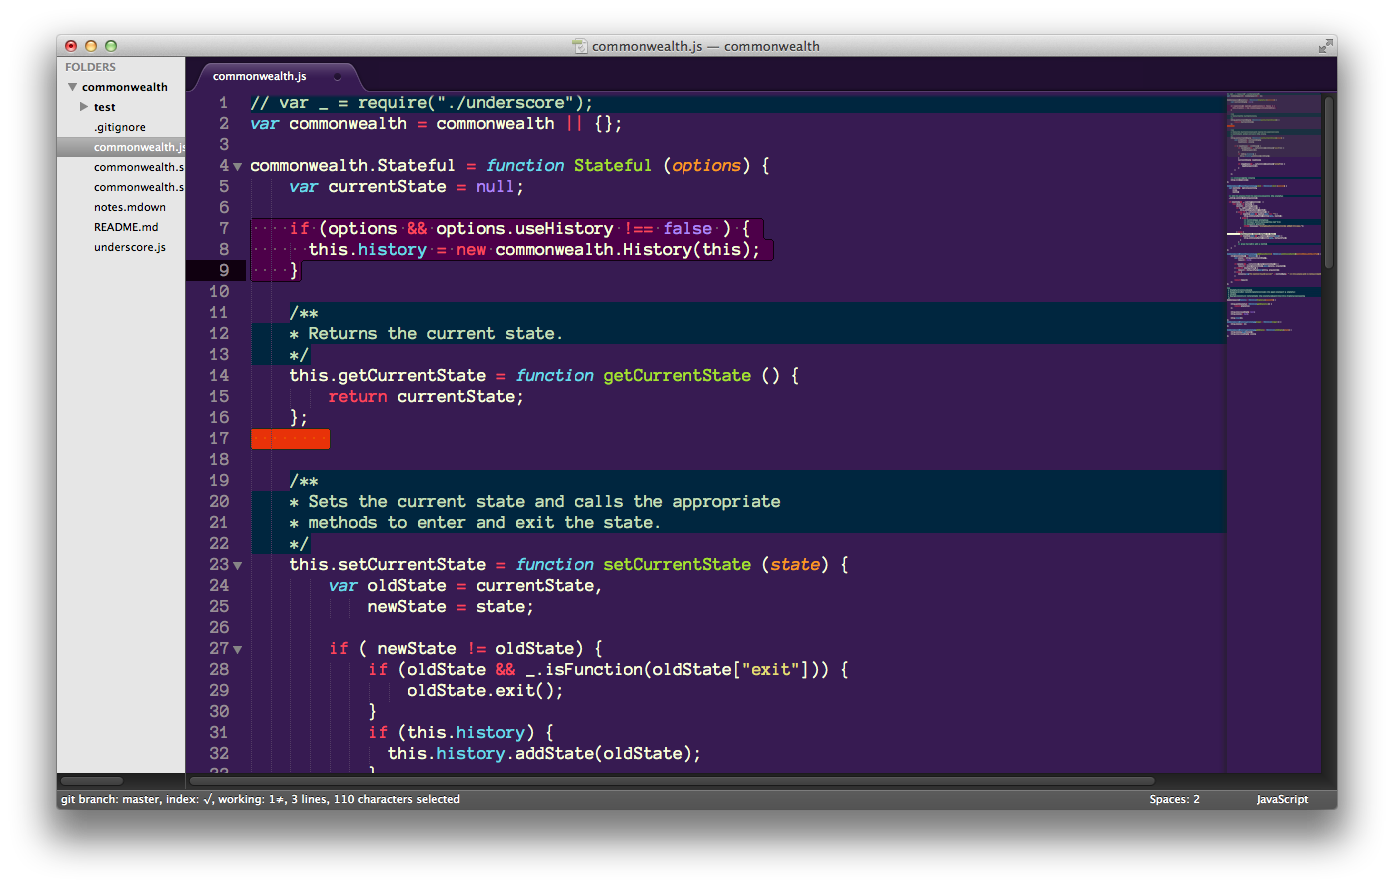 commonwealth.js — commonwealth
FOLDERS
commonwealth
test
.gitignore
commonwealth.js
commonwealth.s
commonwealth.s
notes.mdown
README.md
underscore.js
commonwealth.js
1 // var _ = require("./underscore");
2 var commonwealth = commonwealth || {};
3
4 commonwealth.Stateful = function Stateful (options) {
5 var currentState = null;
6
7 if (options && options.useHistory !== false ) {
8 this.history = new commonwealth.History(this);
9 }
10
11 /**
12 * Returns the current state.
13 */
14 this.getCurrentState = function getCurrentState () {
15 return currentState;
16 };
17
18
19 /**
20 * Sets the current state and calls the appropriate
21 * methods to enter and exit the state.
22 */
23 this.setCurrentState = function setCurrentState (state) {
24 var oldState = currentState,
25 newState = state;
26
27 if ( newState != oldState) {
28 if (oldState && _.isFunction(oldState["exit"])) {
29 oldState.exit();
30 }
31 if (this.history) {
32 this.history.addState(oldState);
git branch: master, index: √, working: 1≠, 3 lines, 110 characters selected
Spaces: 2
JavaScript